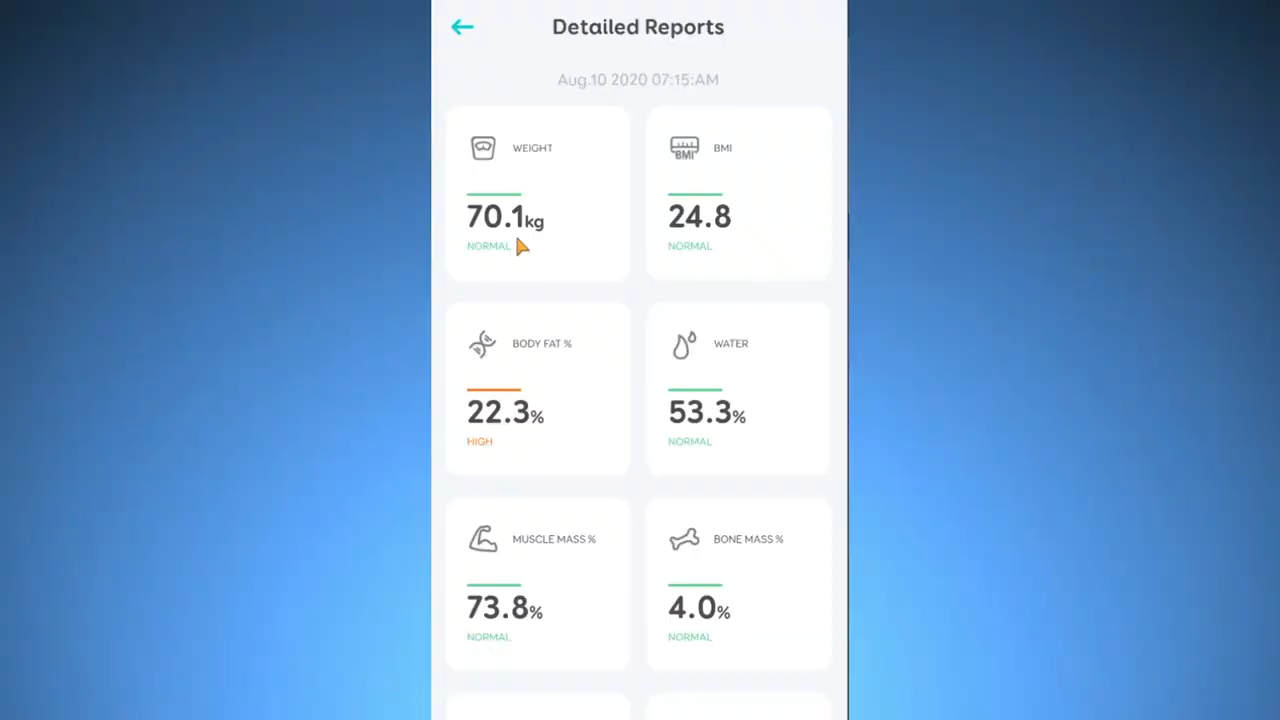 Detailed Reports
Aug.10 2020 07:15:AM
WEIGHT
70.1kg
NORMAL
BMI
BMI
24.8
NORMAL
BODY FAT %
22.3%
HIGH
WATER
53.3%
NORMAL
MUSCLE MASS %
73.8%
NORMAL
BONE MASS %
4.0%
NORMAL